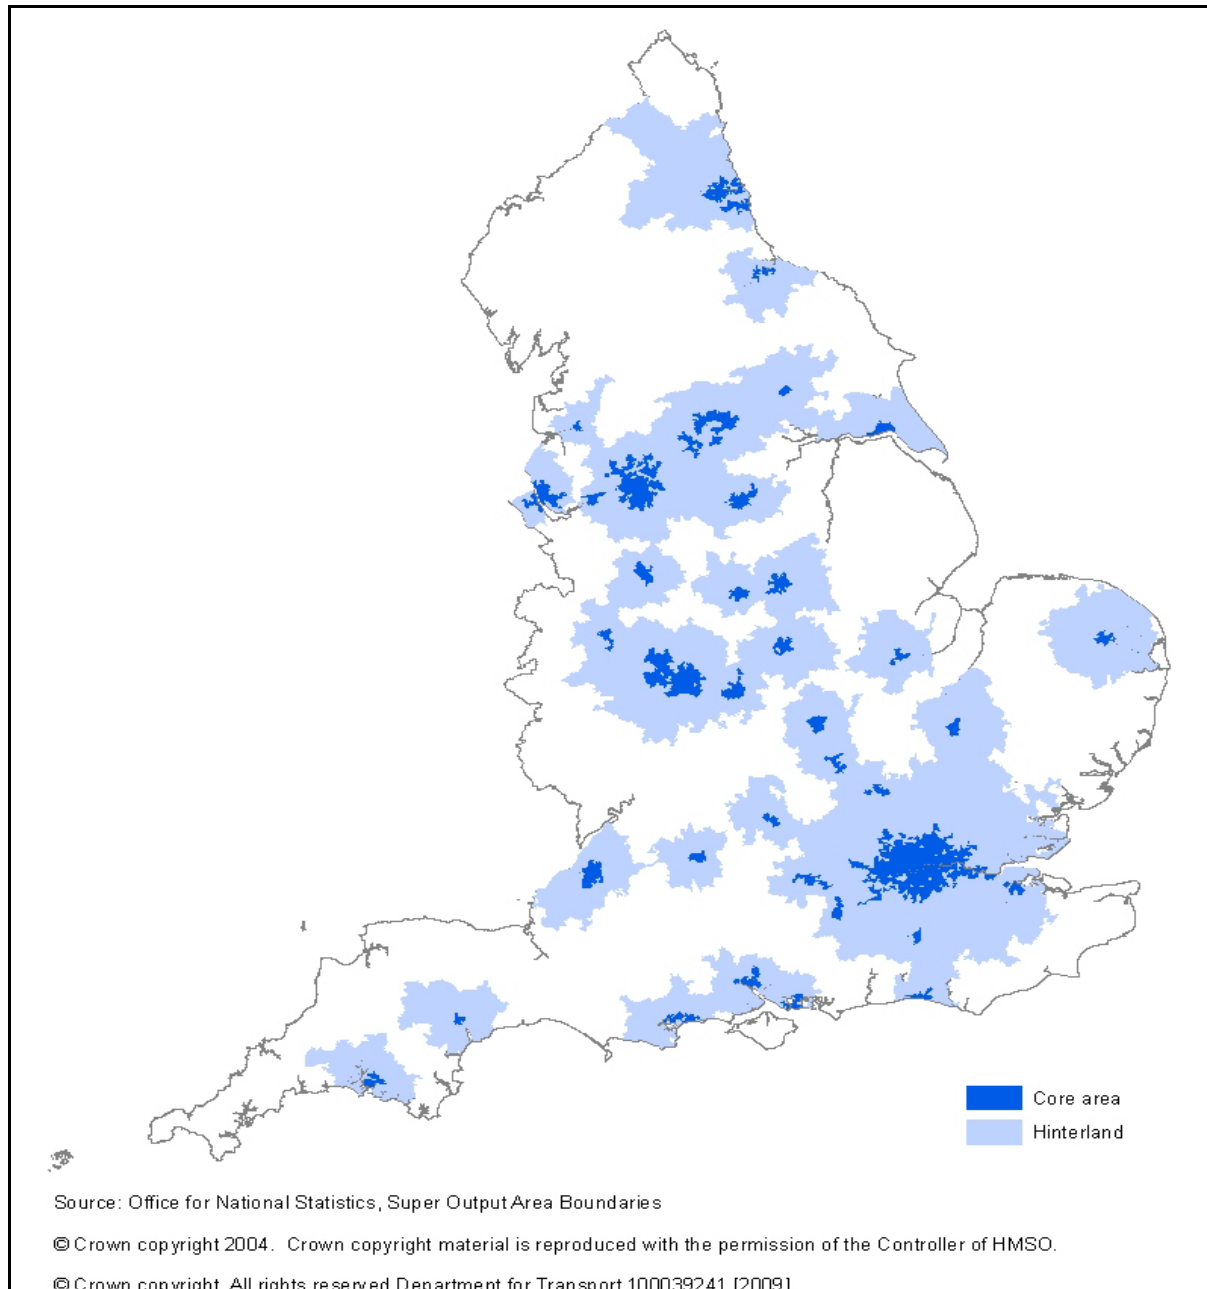 Core area
Hinterland
Source: Office for National Statistics, Super Output Area Boundaries
© Crown copyright 2004. Crown copyright material is reproduced with the permission of the Controller of HMSO.
© Crown copyright. All rights reserved Department for Transport 100039241 [2009]